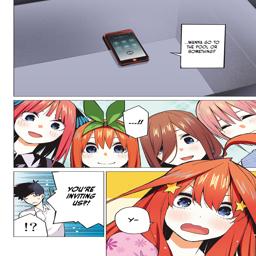 ...WANNA GO TO
THE POOL OR
SOMETHING?
...!!
YOU'RE
INVITING
US?!
!?
Y-